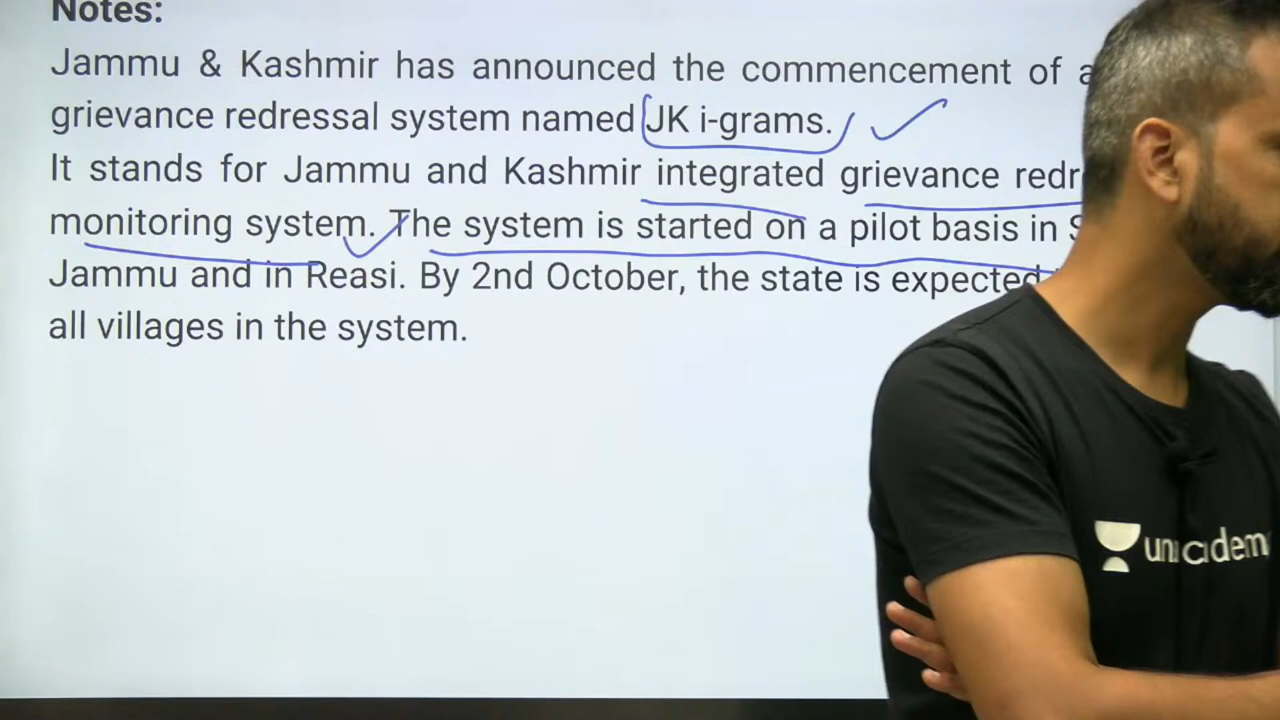 Notes:
Jammu & Kashmir has announced the commencement of a
grievance redressal system named JK i-grams.
It stands for Jammu and Kashmir integrated grievance redr
monitoring system. The system is started on a pilot basis in S
Jammu and in Reasi. By 2nd October, the state is expected
all villages in the system.
unacademy